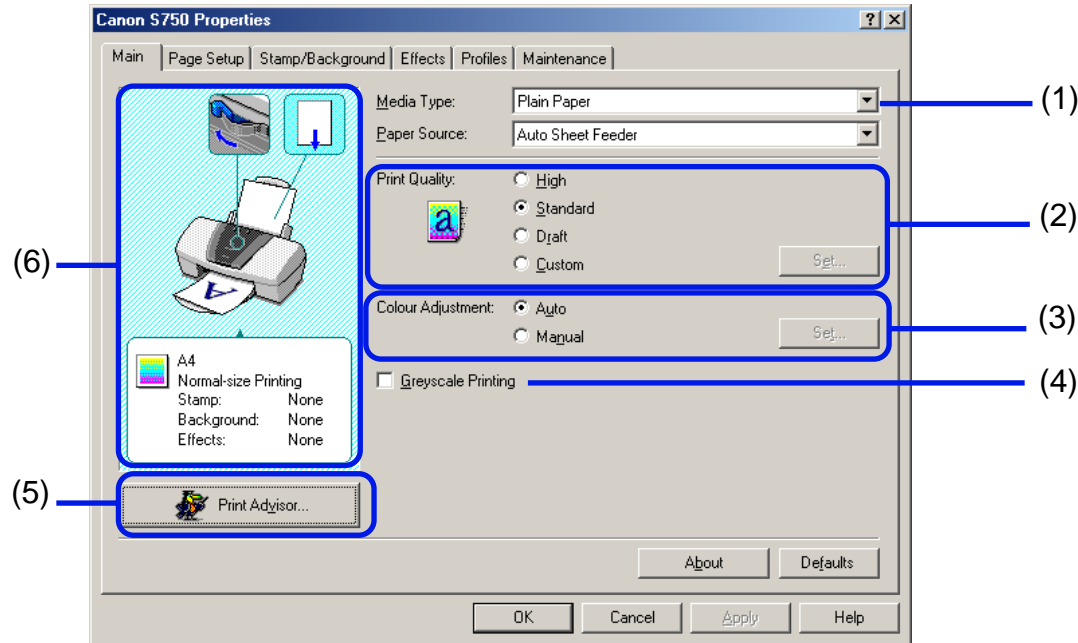 Canon S750 Properties
Main Page Setup Stamp/Background Effects Profiles Maintenance
Media Type: Plain Paper (1)
Paper Source: Auto Sheet Feeder
Print Quality: High
a Standard (2)
Draft
Custom Set...
(6)
A
Colour Adjustment: Auto (3)
Manual Set...
A4
Normal-size Printing
Stamp: None
Background: None
Effects: None
Greyscale Printing (4)
(5) Print Advisor...
About Defaults
OK Cancel Apply Help